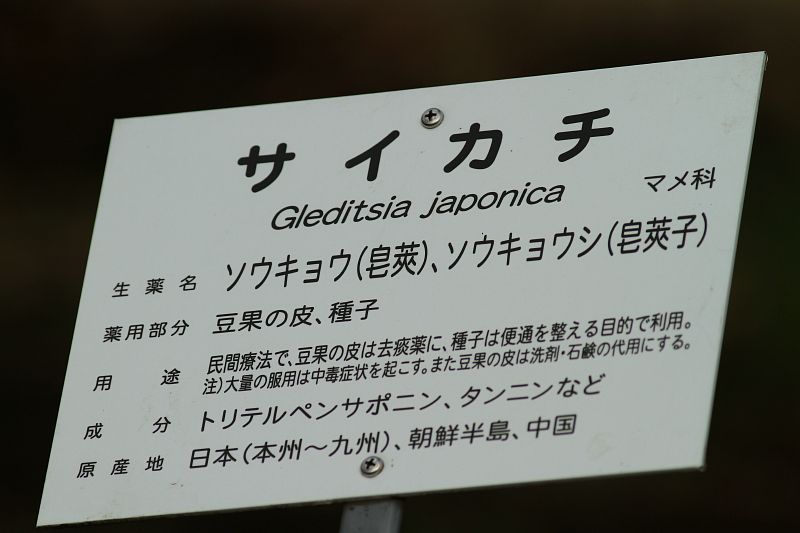 サイカチ
Gleditsia japonica
マメ科
生薬名 ソウキョウ(皂莢)、ソウキョウシ(皂莢子)
薬用部分 豆果の皮、種子
用途 民間療法で、豆果の皮は去痰薬に、種子は便通を整える目的で利用。
注)大量の服用は中毒症状を起こす。また豆果の皮は洗剤・石鹸の代用にする。
成分 トリテルペンサポニン、タンニンなど
原産地 日本(本州～九州)、朝鮮半島、中国